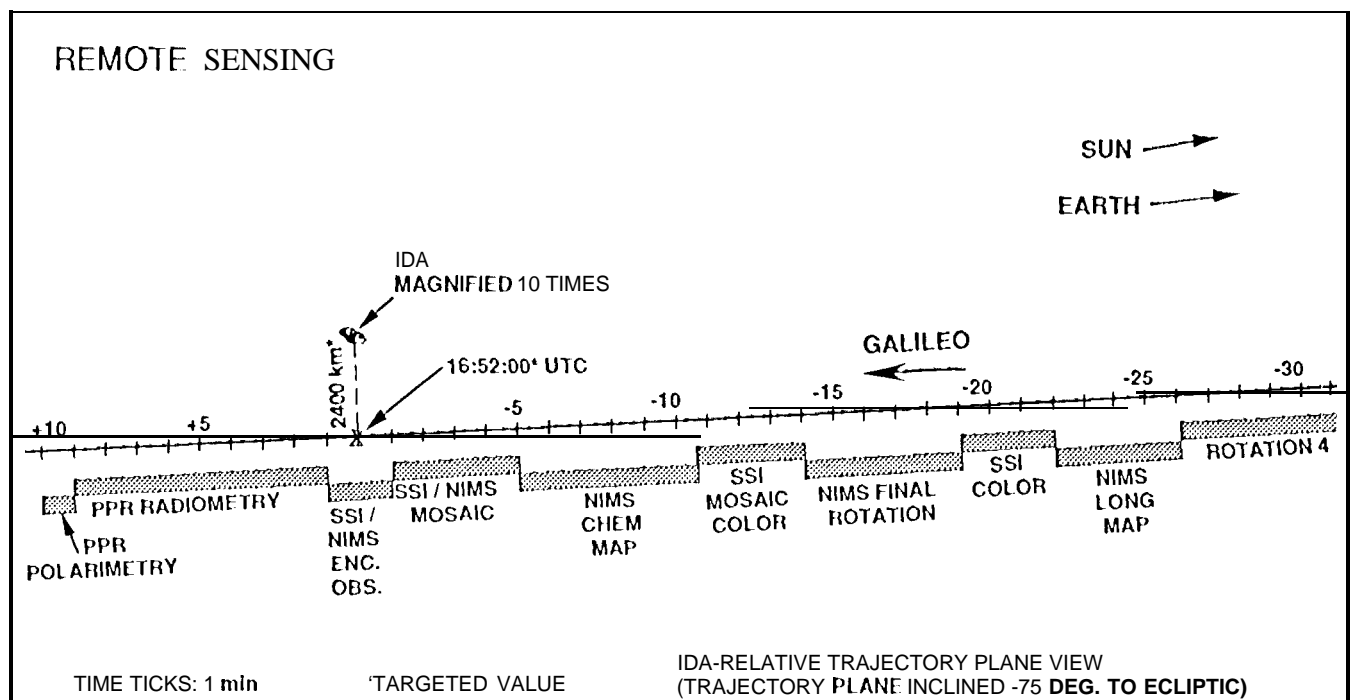 REMOTE SENSING
SUN
EARTH
IDA
MAGNIFIED 10 TIMES
2400 km*
16:52:00* UTC
GALILEO
+10
+5
-5
-10
-15
-20
-25
-30
X
PPR
POLARIMETRY
PPR RADIOMETRY
SSI /
NIMS
ENC.
OBS.
SSI / NIMS
MOSAIC
NIMS
CHEM
MAP
SSI
MOSAIC
COLOR
NIMS FINAL
ROTATION
SSI
COLOR
NIMS
LONG
MAP
ROTATION 4
TIME TICKS: 1 min
'TARGETED VALUE
IDA-RELATIVE TRAJECTORY PLANE VIEW
(TRAJECTORY PLANE INCLINED -75 DEG. TO ECLIPTIC)